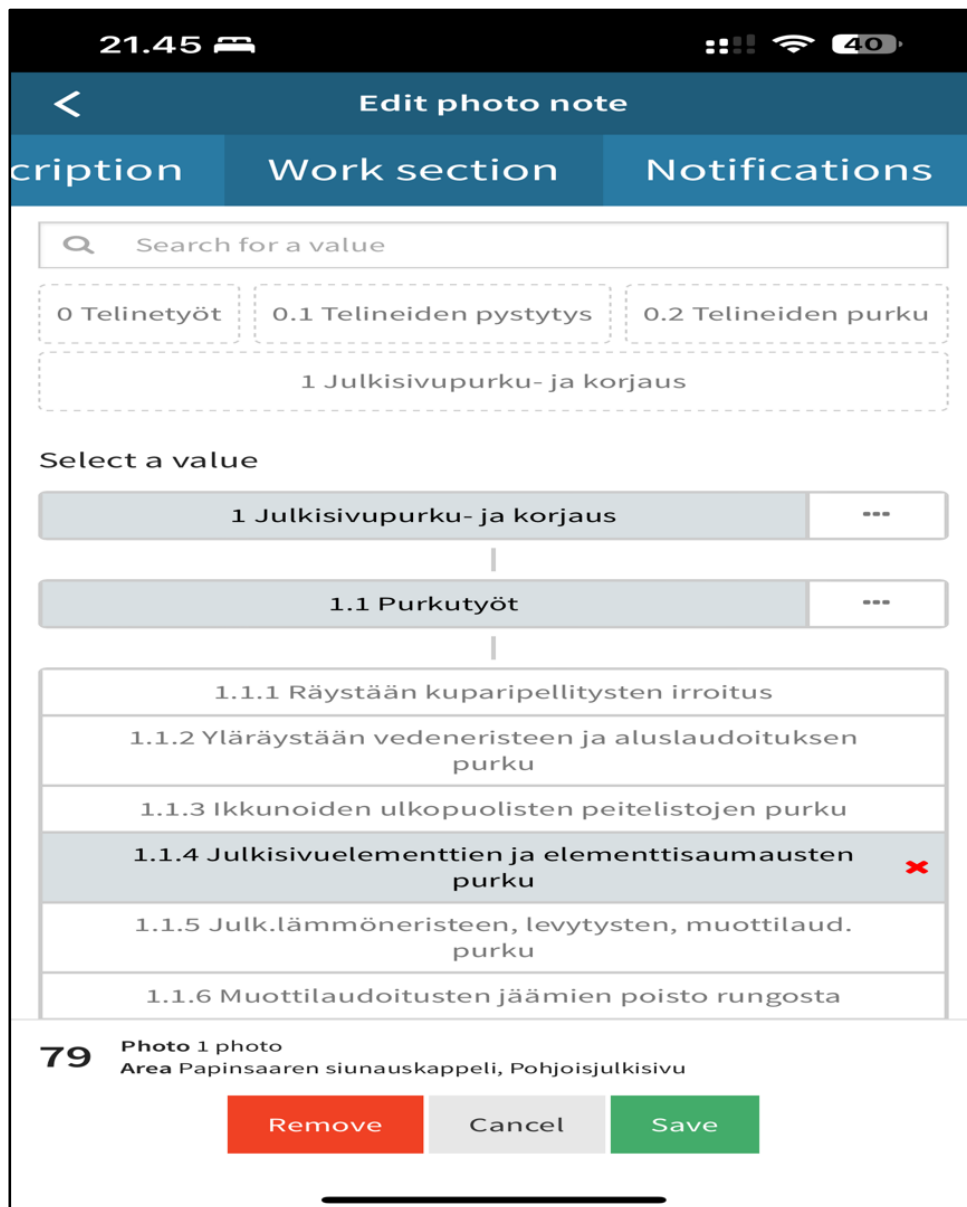 21.45
40
Edit photo note
cription
Work section
Notifications
Search for a value
0 Telinetyöt
0.1 Telineiden pystytys
0.2 Telineiden purku
1 Julkisivupurku- ja korjaus
Select a value
1 Julkisivupurku- ja korjaus
1.1 Purkutyöt
1.1.1 Räystään kuparipellitysten irroitus
1.1.2 Yläräystään vedeneristeen ja aluslaudoituksen
purku
1.1.3 Ikkunoiden ulkopuolisten peitelistojen purku
1.1.4 Julkisivuelementtien ja elementtisaumausten
purku
1.1.5 Julk.lämmöneristeen, levytysten, muottilaud.
purku
1.1.6 Muottilaudoitusten jäämien poisto rungosta
79
Photo 1 photo
Area Papinsaaren siunauskappeli, Pohjoisjulkisivu
Remove
Cancel
Save